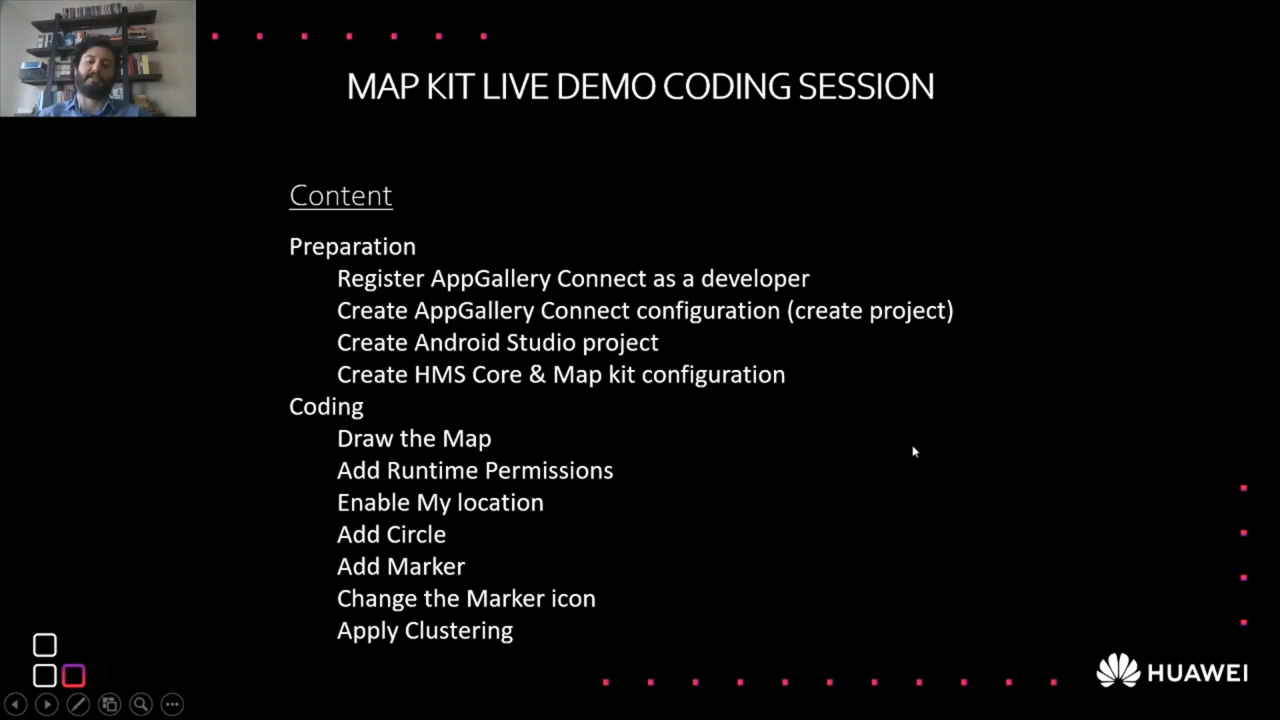 MAP KIT LIVE DEMO CODING SESSION
Content
Preparation
Register AppGallery Connect as a developer
Create AppGallery Connect configuration (create project)
Create Android Studio project
Create HMS Core & Map kit configuration
Coding
Draw the Map
Add Runtime Permissions
Enable My location
Add Circle
Add Marker
Change the Marker icon
Apply Clustering
HUAWEI